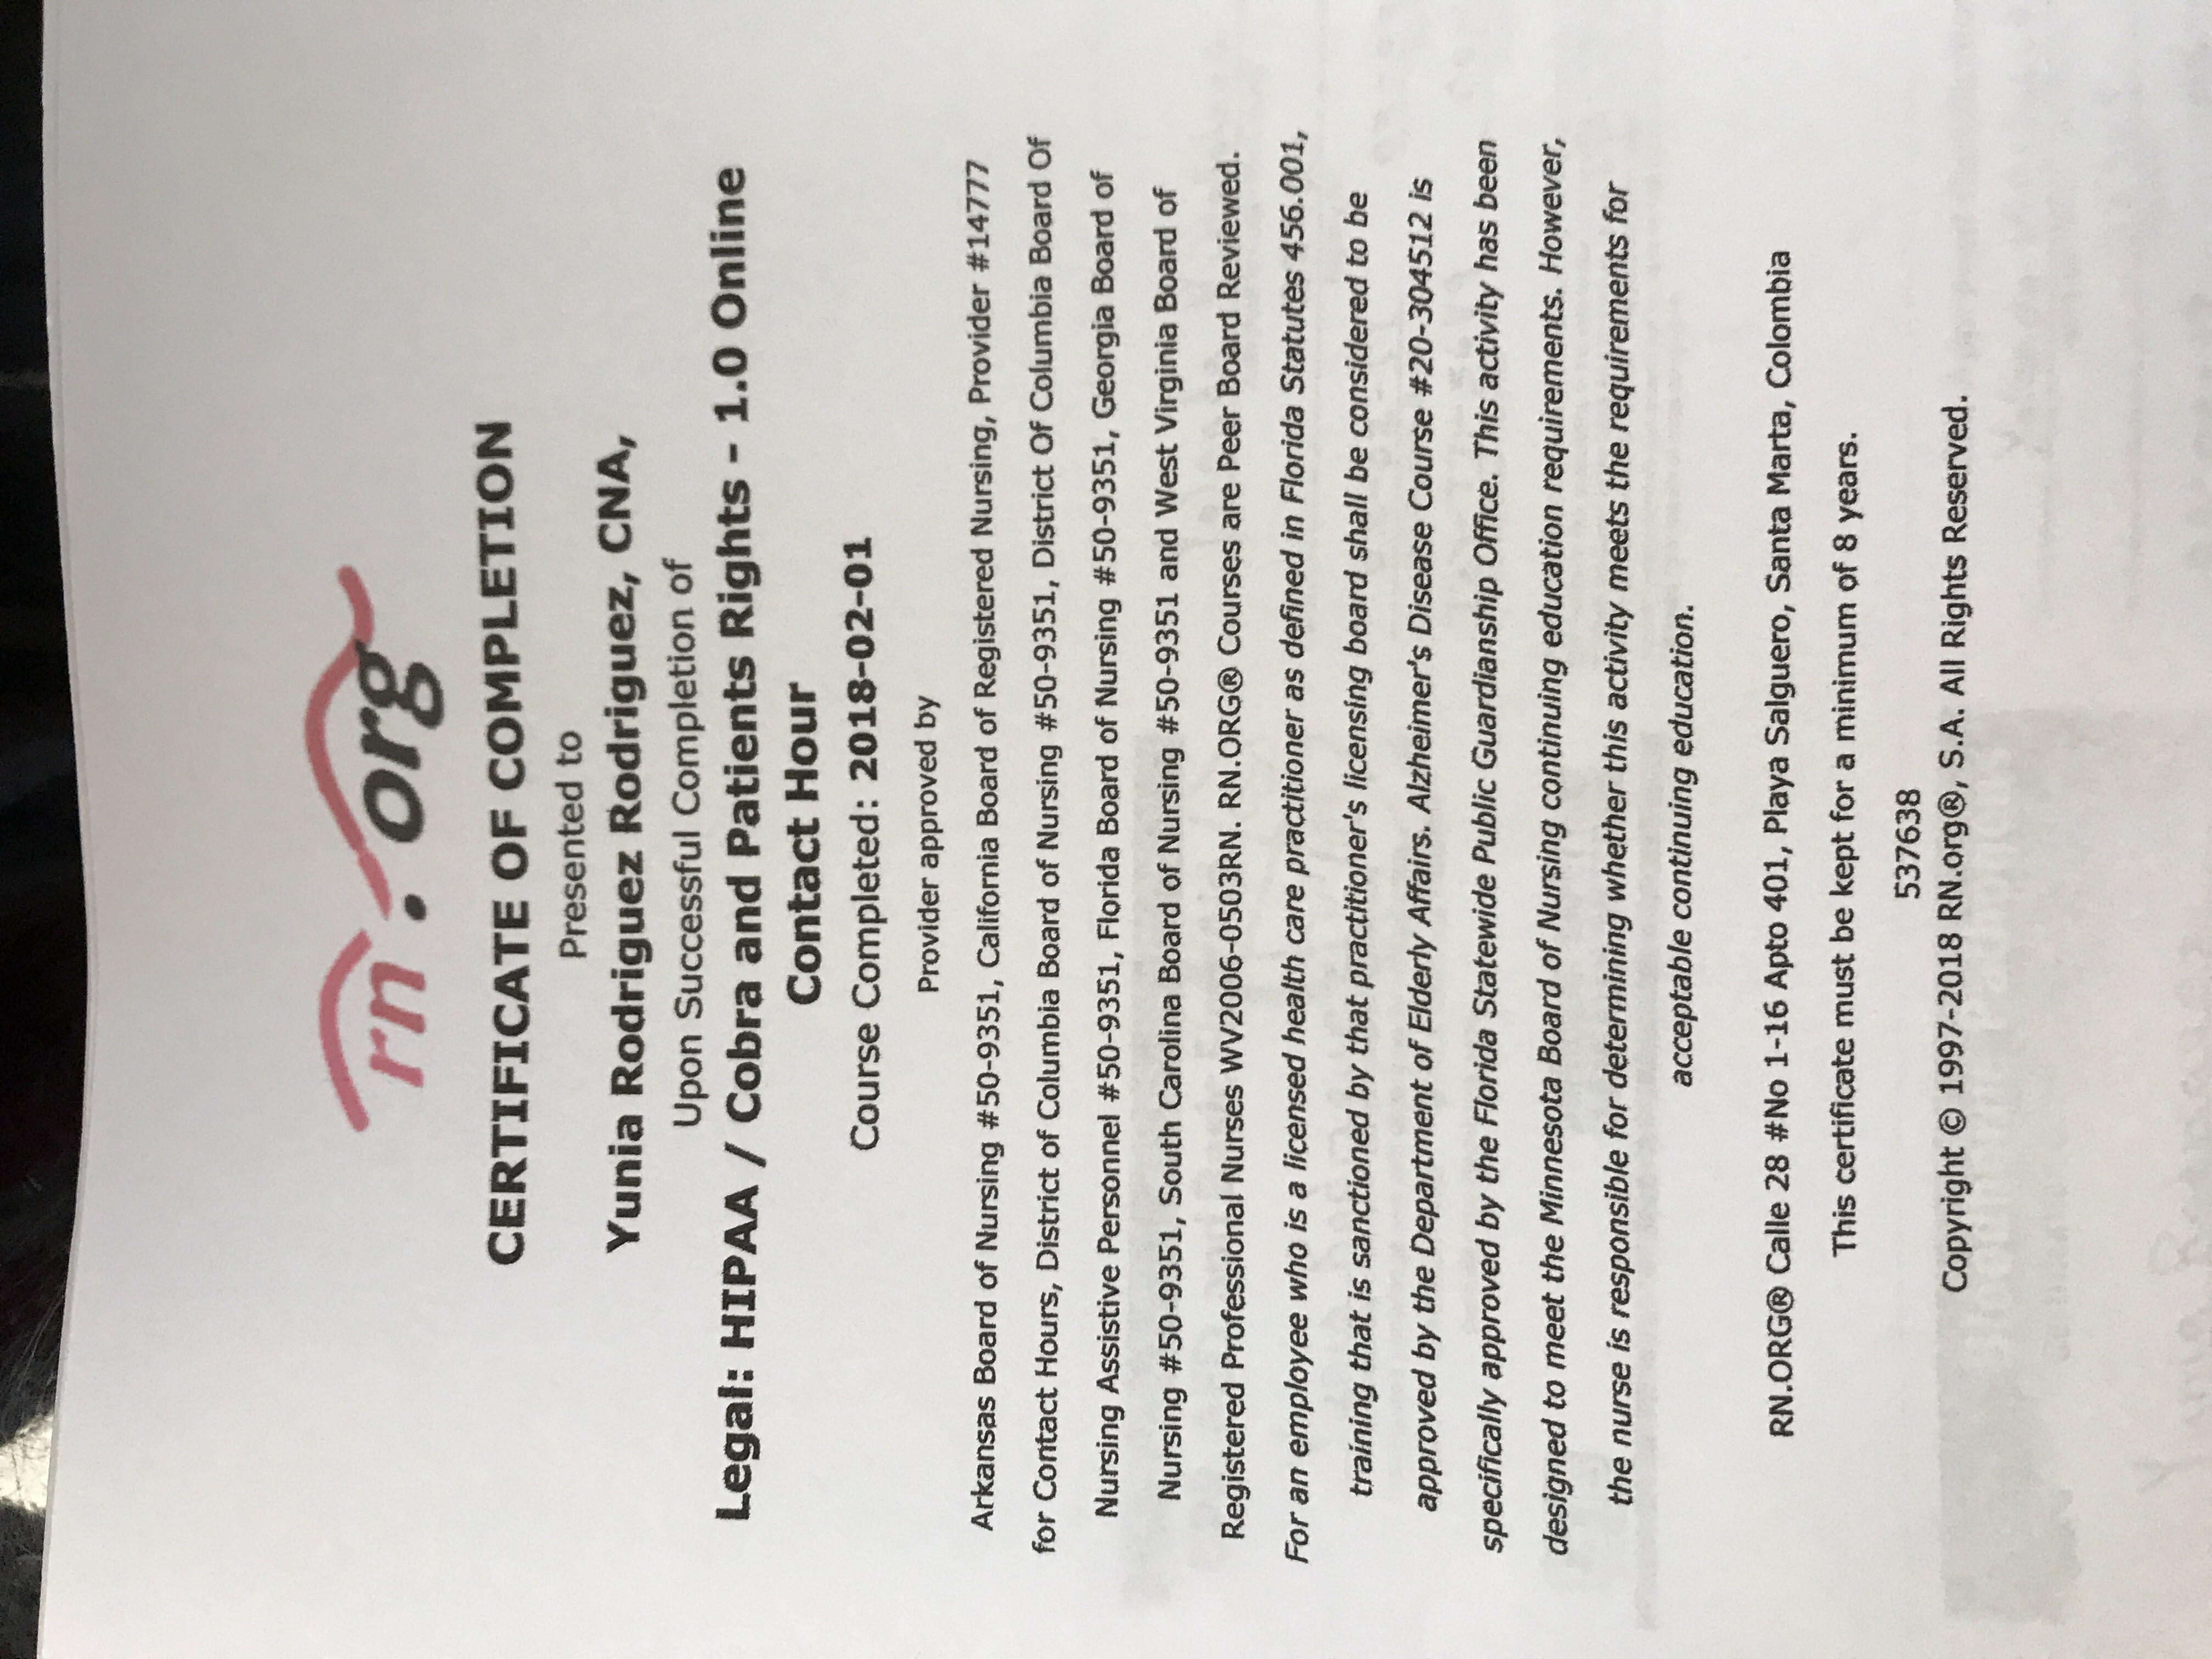 rn.org
CERTIFICATE OF COMPLETION
Presented to
Yunia Rodriguez Rodriguez, CNA,
Upon Successful Completion of
Legal: HIPAA / Cobra and Patients Rights - 1.0 Online
Contact Hour
Course Completed: 2018-02-01
Provider approved by
Arkansas Board of Nursing #50-9351, California Board of Registered Nursing, Provider #14777
for Contact Hours, District of Columbia Board of Nursing #50-9351, District Of Columbia Board Of
Nursing Assistive Personnel #50-9351, Florida Board of Nursing #50-9351, Georgia Board of
Nursing #50-9351, South Carolina Board of Nursing #50-9351 and West Virginia Board of
Registered Professional Nurses WV2006-0503RN. RN.ORG® Courses are Peer Board Reviewed.
For an employee who is a licensed health care practitioner as defined in Florida Statutes 456.001,
training that is sanctioned by that practitioner's licensing board shall be considered to be
approved by the Department of Elderly Affairs. Alzheimer's Disease Course #20-304512 is
specifically approved by the Florida Statewide Public Guardianship Office. This activity has been
designed to meet the Minnesota Board of Nursing continuing education requirements. However,
the nurse is responsible for determining whether this activity meets the requirements for
acceptable continuing education.
RN.ORG® Calle 28 #No 1-16 Apto 401, Playa Salguero, Santa Marta, Colombia
This certificate must be kept for a minimum of 8 years.
537638
Copyright © 1997-2018 RN.org®, S.A. All Rights Reserved.